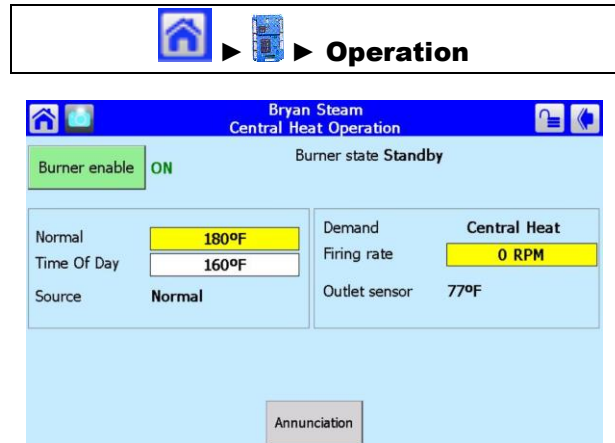 ► ► Operation
Bryan Steam
Central Heat Operation
Burner enable ON Burner state Standby
Normal 180ºF
Time Of Day 160ºF
Source Normal
Demand Central Heat
Firing rate 0 RPM
Outlet sensor 77ºF
Annunciation